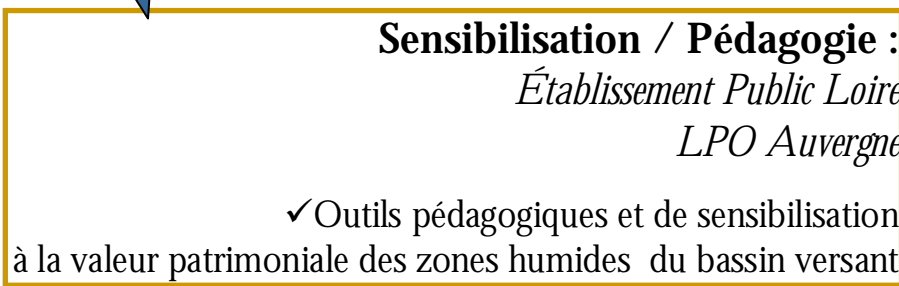 Sensibilisation / Pédagogie :
Établissement Public Loire
LPO Auvergne
✓Outils pédagogiques et de sensibilisation
à la valeur patrimoniale des zones humides du bassin versant